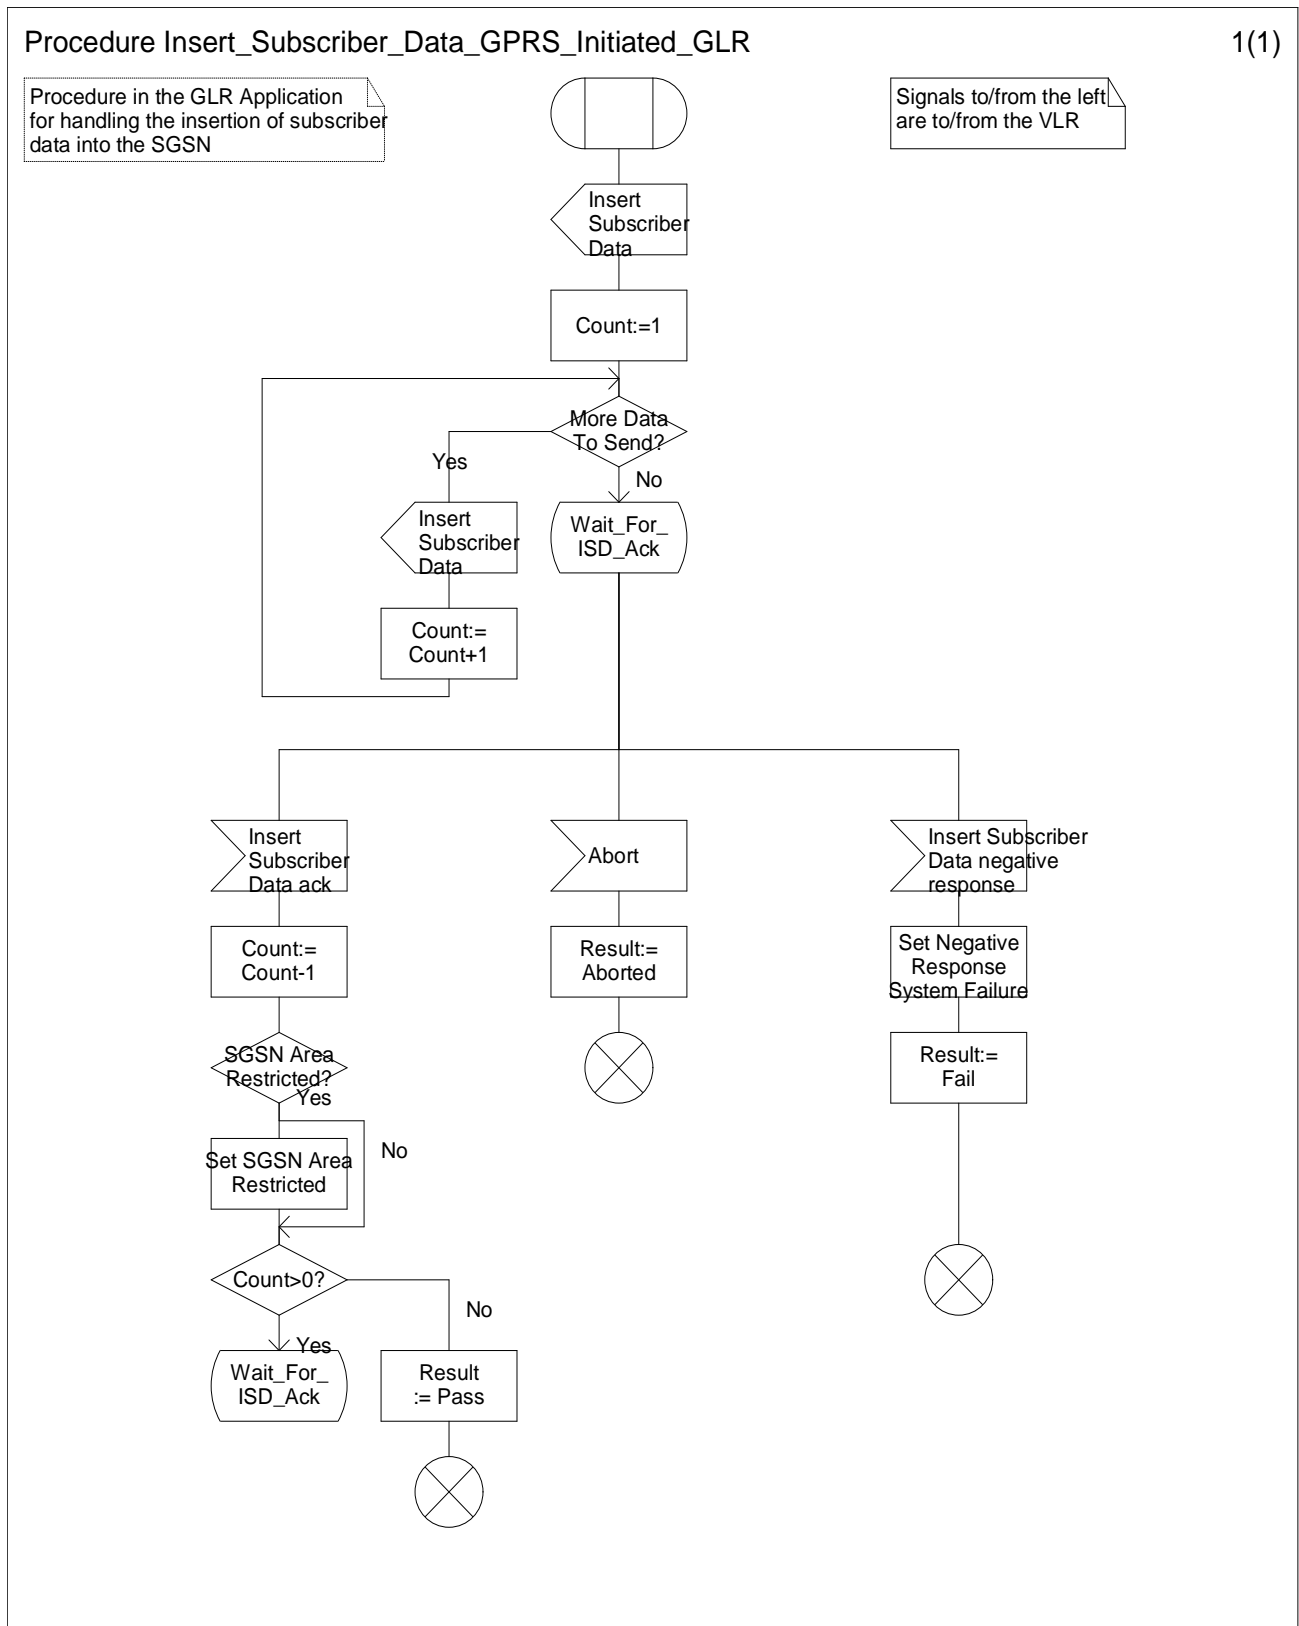 Procedure Insert_Subscriber_Data_GPRS_Initiated_GLR
1(1)
Procedure in the GLR Application
for handling the insertion of subscriber
data into the SGSN
Signals to/from the left
are to/from the VLR
Insert
Subscriber
Data
Count:=1
More Data
To Send?
Yes
No
Insert
Subscriber
Data
Wait_For_
ISD_Ack
Count:=
Count+1
Insert
Subscriber
Data ack
Abort
Insert Subscriber
Data negative
response
Count:=
Count-1
Result:=
Aborted
Set Negative
Response
System Failure
SGSN Area
Restricted?
Yes
Result:=
Fail
No
Set SGSN Area
Restricted
Count>0?
No
Yes
Wait_For_
ISD_Ack
Result
:= Pass